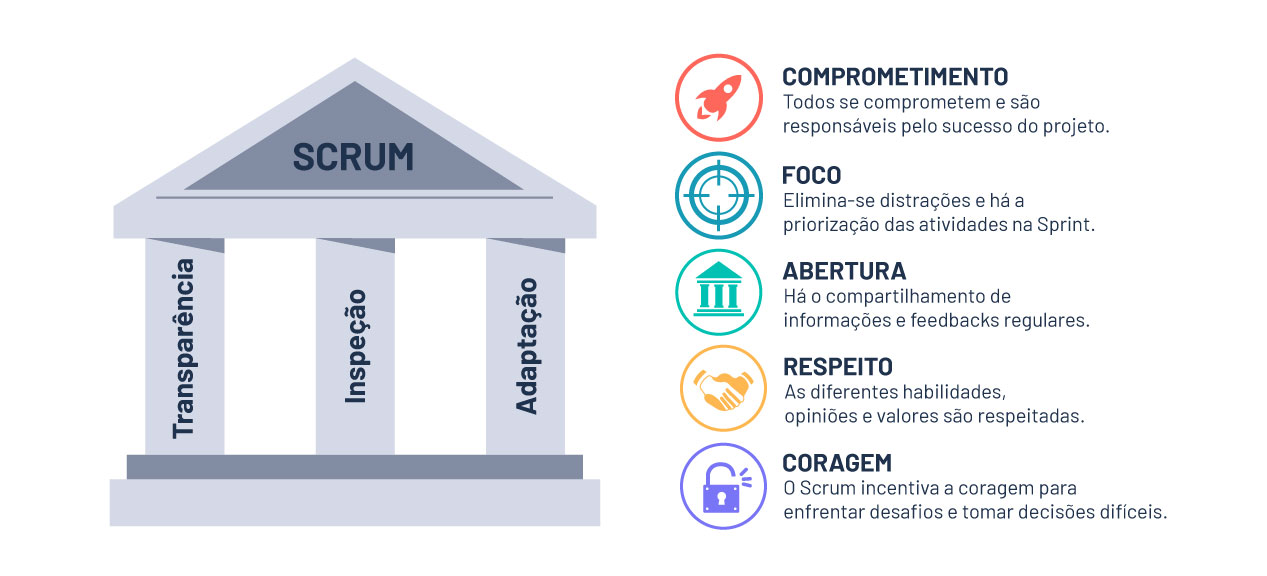 SCRUM
Transparência
Inspeção
Adaptação
COMPROMETIMENTO
Todos se comprometem e são
responsáveis pelo sucesso do projeto.
FOCO
Elimina-se distrações e há a
priorização das atividades na Sprint.
ABERTURA
Há o compartilhamento de
informações e feedbacks regulares.
RESPEITO
As diferentes habilidades,
opiniões e valores são respeitadas.
CORAGEM
O Scrum incentiva a coragem para
enfrentar desafios e tomar decisões difíceis.